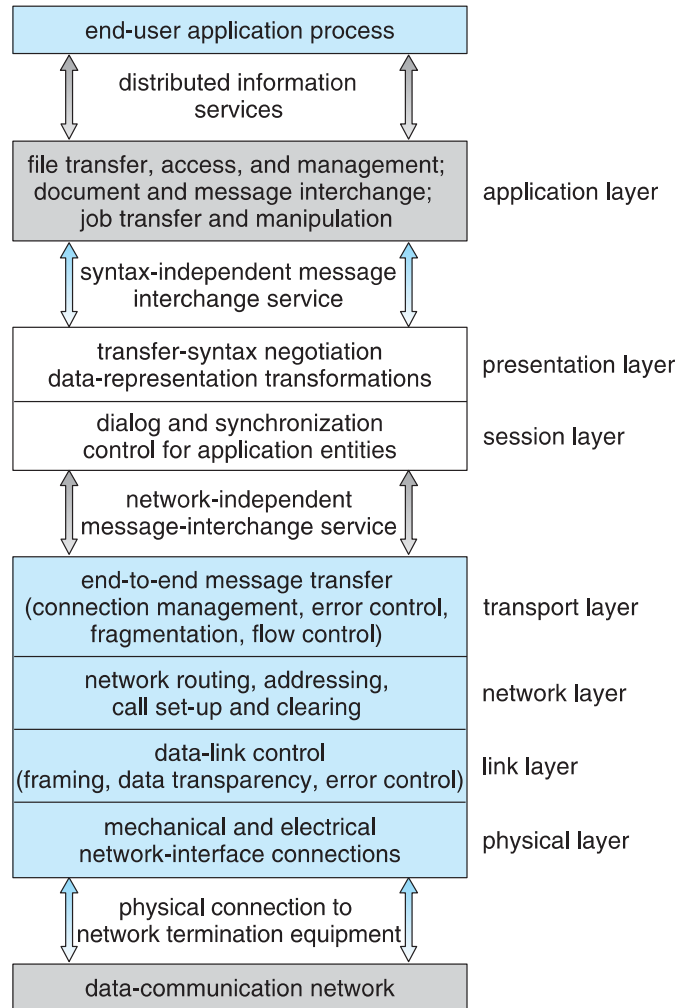 end-user application process
distributed information
services
file transfer, access, and management;
document and message interchange;
job transfer and manipulation
application layer
syntax-independent message
interchange service
transfer-syntax negotiation
data-representation transformations
presentation layer
dialog and synchronization
control for application entities
session layer
network-independent
message-interchange service
end-to-end message transfer
(connection management, error control,
fragmentation, flow control)
transport layer
network routing, addressing,
call set-up and clearing
network layer
data-link control
(framing, data transparency, error control)
link layer
mechanical and electrical
network-interface connections
physical layer
physical connection to
network termination equipment
data-communication network